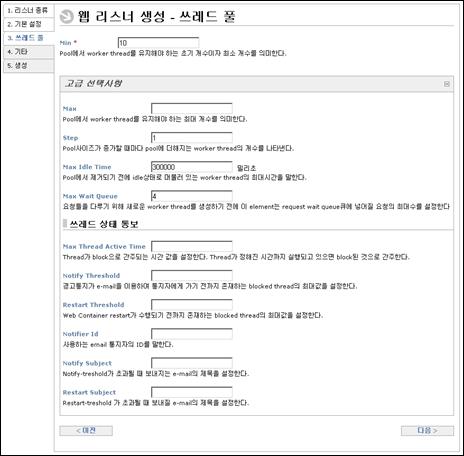 1. 리스너 종류
2. 기본 설정
3. 쓰레드 풀
4. 기타
5. 생성
웹 리스너 생성 - 쓰레드 풀
Min * 10
Pool에서 worker thread를 유지해야 하는 초기 개수이자 최소 개수를 의미한다.
고급 선택사항
Max
Pool에서 worker thread를 유지해야 하는 최대 개수를 의미한다.
Step 1
Pool사이즈가 증가할 때마다 pool에 더해지는 worker thread의 개수를 나타낸다.
Max Idle Time 300000 밀리초
Pool에서 제거되기 전에 idle상태로 머물러 있는 worker thread의 최대시간을 말한다.
Max Wait Queue 4
요청들을 다루기 위해 새로운 worker thread를 생성하기 전에 이 element는 request wait queue큐에 넣어질 요청의 최대수를 설정한다
쓰레드 상태 통보
Max Thread Active Time
Thread가 block으로 간주되는 시간 값을 설정한다. Thread가 정해진 시간까지 실행되고 있으면 block된 것으로 간주한다.
Notify Threshold
경고통지가 e-mail을 이용하여 통지자에게 가기 전까지 존재하는 blocked thread의 최대값을 설정한다.
Restart Threshold
Web Container restart가 수행되기 전까지 존재하는 blocked thread의 최대값을 설정한다.
Notifier Id
사용하는 email 통지자의 ID를 말한다.
Notify Subject
Notify-treshold가 초과될 때 보내지는 e-mail의 제목을 설정한다.
Restart Subject
Restart-treshold 가 초과될 때 보내질 e-mail의 제목을 설정한다.
< 이전
다음 >